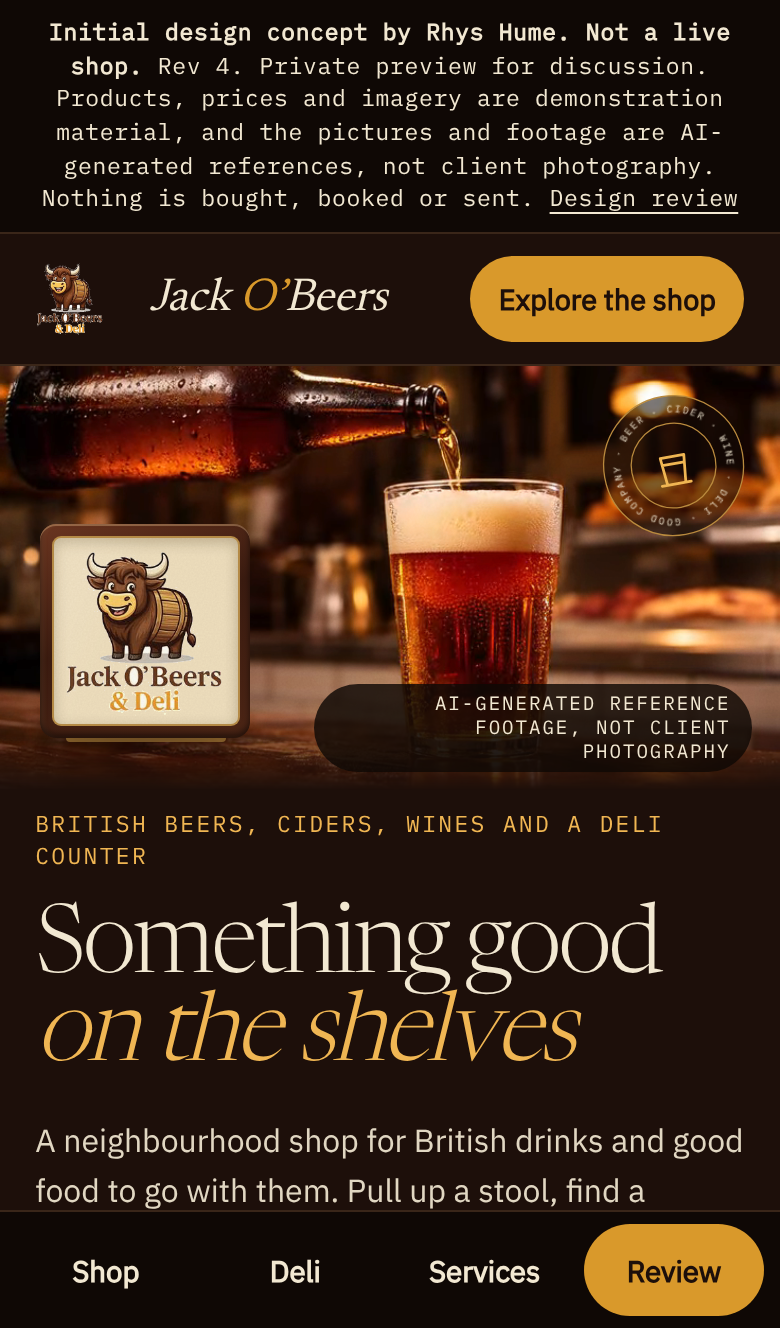 Initial design concept by Rhys Hume. Not a live
shop. Rev 4. Private preview for discussion.
Products, prices and imagery are demonstration
material, and the pictures and footage are AI-
generated references, not client photography.
Nothing is bought, booked or sent. Design review
Jack O'Beers
& Deli
Jack O’Beers
Explore the shop
BEER · CIDER · WINE · DELI · GOOD COMPANY ·
Jack O’Beers
& Deli
AI-GENERATED REFERENCE
FOOTAGE, NOT CLIENT
PHOTOGRAPHY
BRITISH BEERS, CIDERS, WINES AND A DELI
COUNTER
Something good
on the shelves
A neighbourhood shop for British drinks and good
food to go with them. Pull up a stool, find a
Shop
Deli
Services
Review